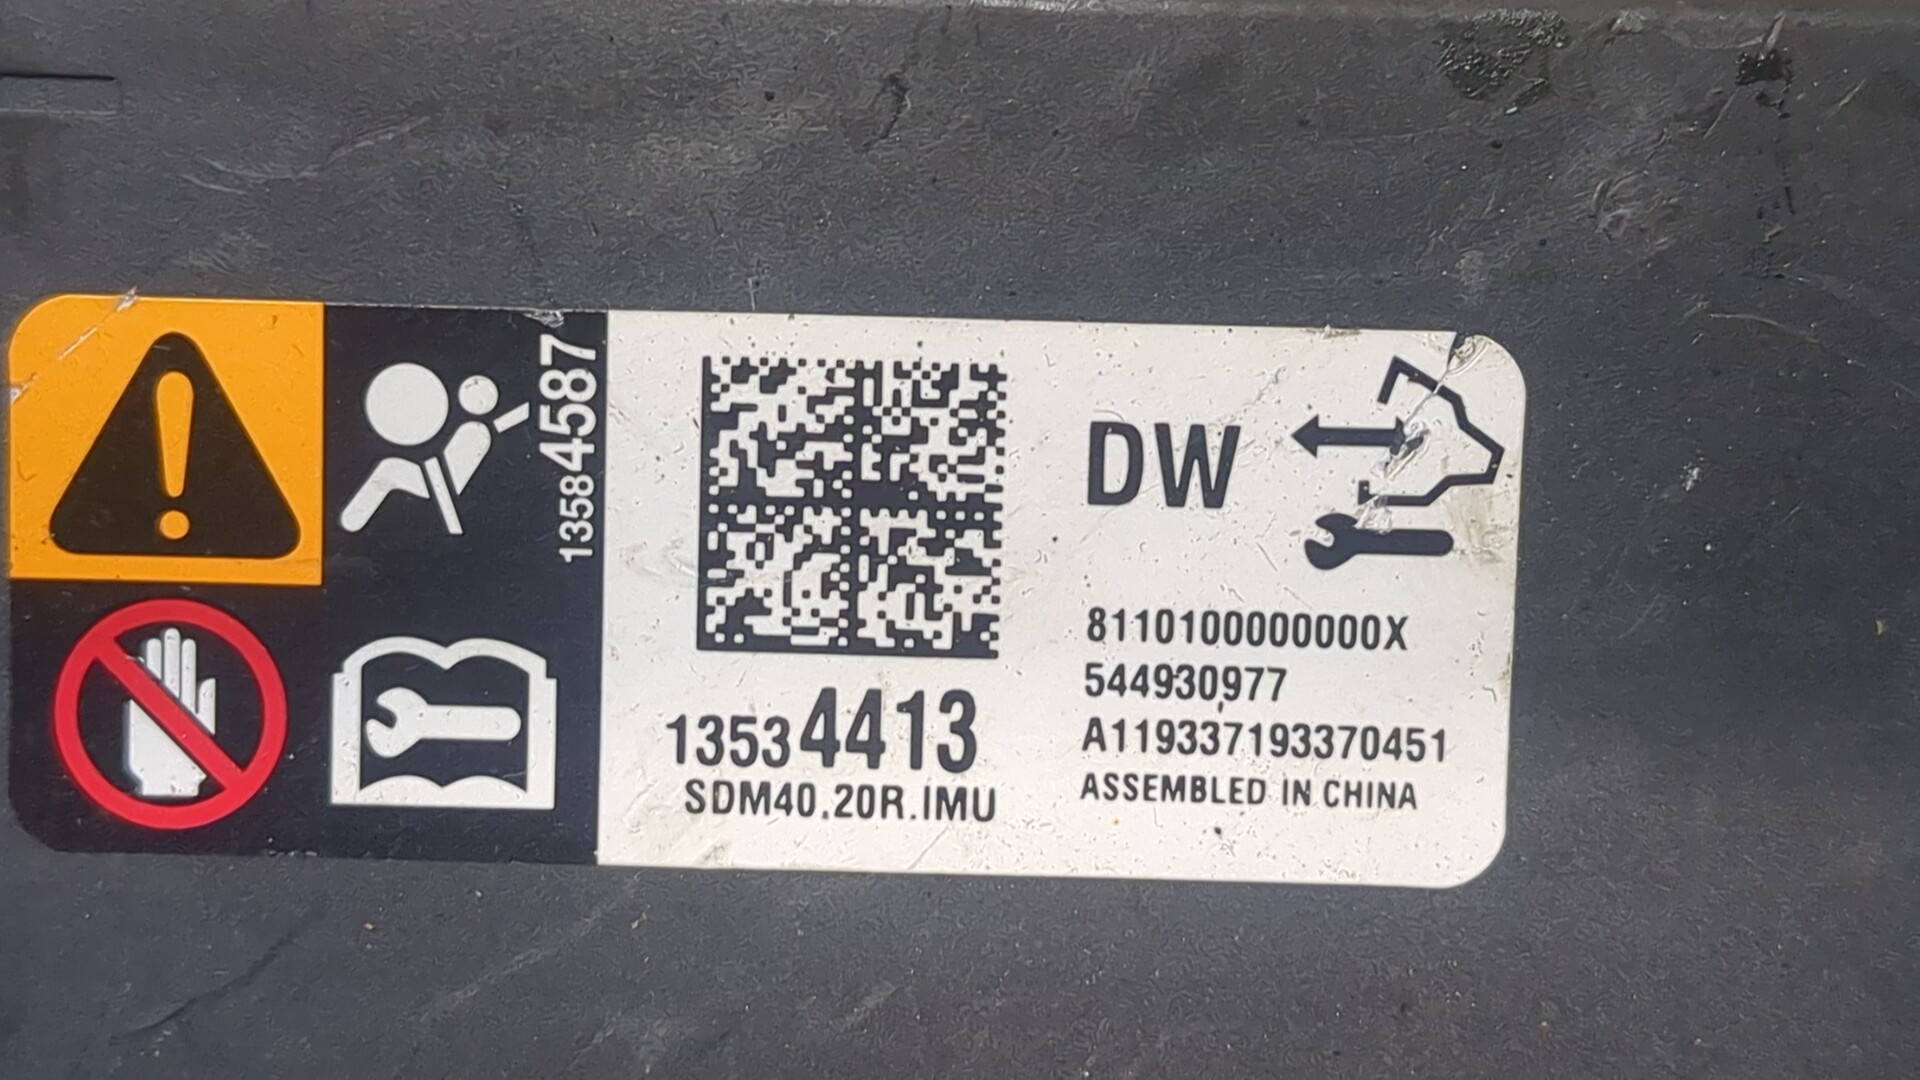 13584587
DW
13534413
SDM40.20R.IMU
8110100000000X
544930977
A119337193370451
ASSEMBLED IN CHINA